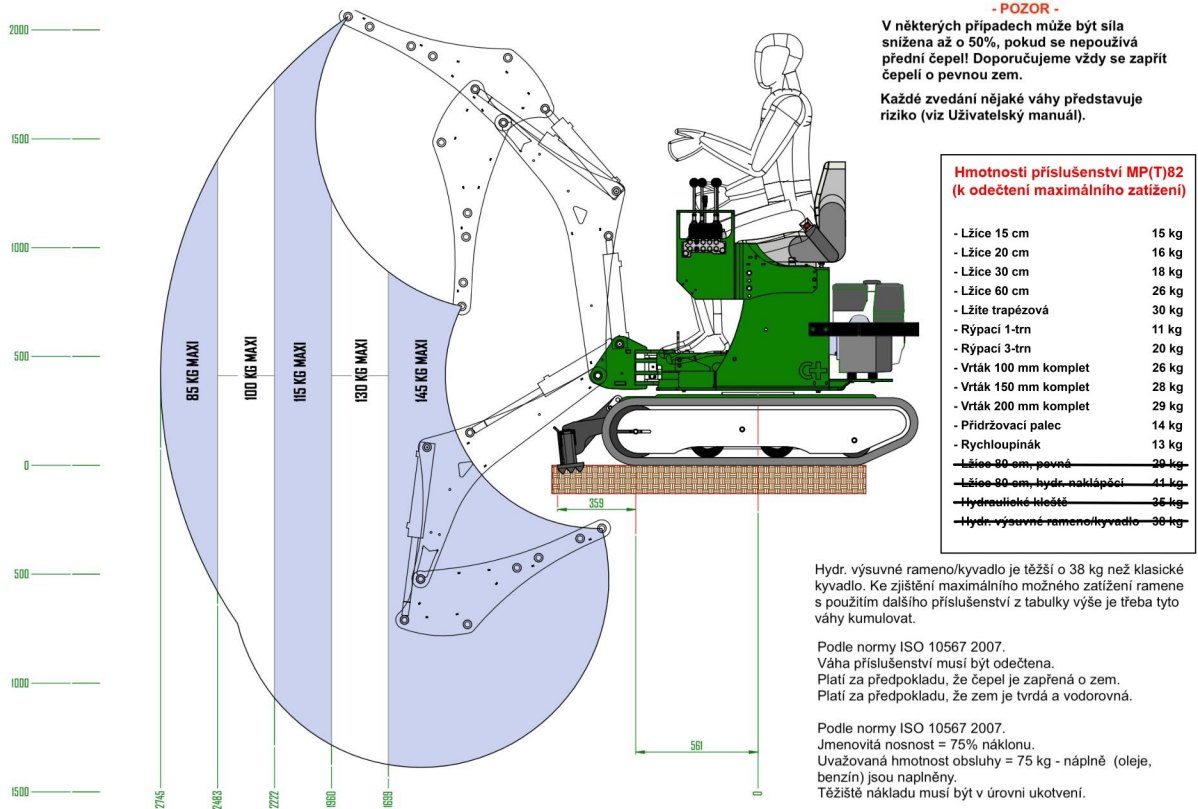 - POZOR -
V některých případech může být síla
snížena až o 50%, pokud se nepoužívá
přední čepel! Doporučujeme vždy se zapřít
čepelí o pevnou zem.
Každé zvedání nějaké váhy představuje
riziko (viz Uživatelský manuál).
Hmotnosti příslušenství MP(T)82
(k odečtení maximálního zatížení)
- Lžíce 15 cm 15 kg
- Lžíce 20 cm 16 kg
- Lžíce 30 cm 18 kg
- Lžíce 60 cm 26 kg
- Lžite trapézová 30 kg
- Rýpací 1-trn 11 kg
- Rýpací 3-trn 20 kg
- Vrták 100 mm komplet 26 kg
- Vrták 150 mm komplet 28 kg
- Vrták 200 mm komplet 29 kg
- Přidržovací palec 14 kg
- Rychloupínák 13 kg
- Lžíce 80 cm, pevná 29 kg
- Lžíce 80 cm, hydr. naklápěcí 41 kg
- Hydraulické kleště 35 kg
- Hydr. výsuvné rameno/kyvadlo 38 kg
Hydr. výsuvné rameno/kyvadlo je těžší o 38 kg než klasické
kyvadlo. Ke zjištění maximálního možného zatížení ramene
s použitím dalšího příslušenství z tabulky výše je třeba tyto
váhy kumulovat.
Podle normy ISO 10567 2007.
Váha příslušenství musí být odečtena.
Platí za předpokladu, že čepel je zapřená o zem.
Platí za předpokladu, že zem je tvrdá a vodorovná.
Podle normy ISO 10567 2007.
Jmenovitá nosnost = 75% náklonu.
Uvažovaná hmotnost obsluhy = 75 kg - náplně (oleje,
benzín) jsou naplněny.
Těžiště nákladu musí být v úrovni ukotvení.
2000
1500
1000
500
0
500
1000
1500
85 KG MAXI
100 KG MAXI
115 KG MAXI
130 KG MAXI
145 KG MAXI
C+
359
561
2745
2483
2222
1960
1699
0